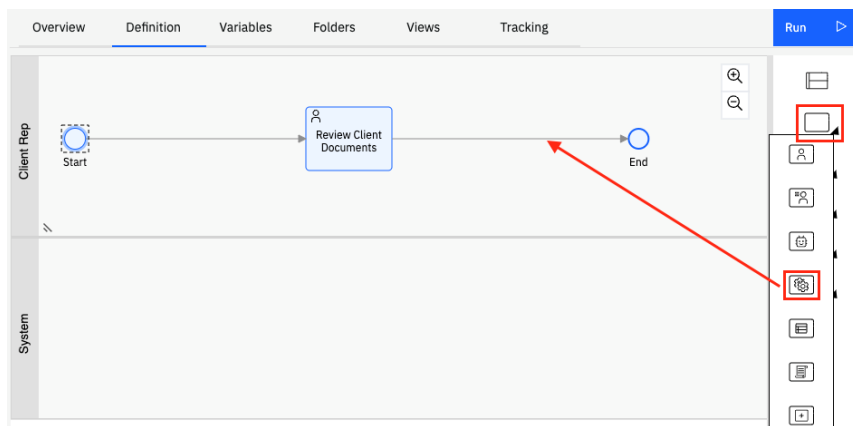 Overview Definition Variables Folders Views Tracking Run
Client Rep
Start
Review Client
Documents
End
System